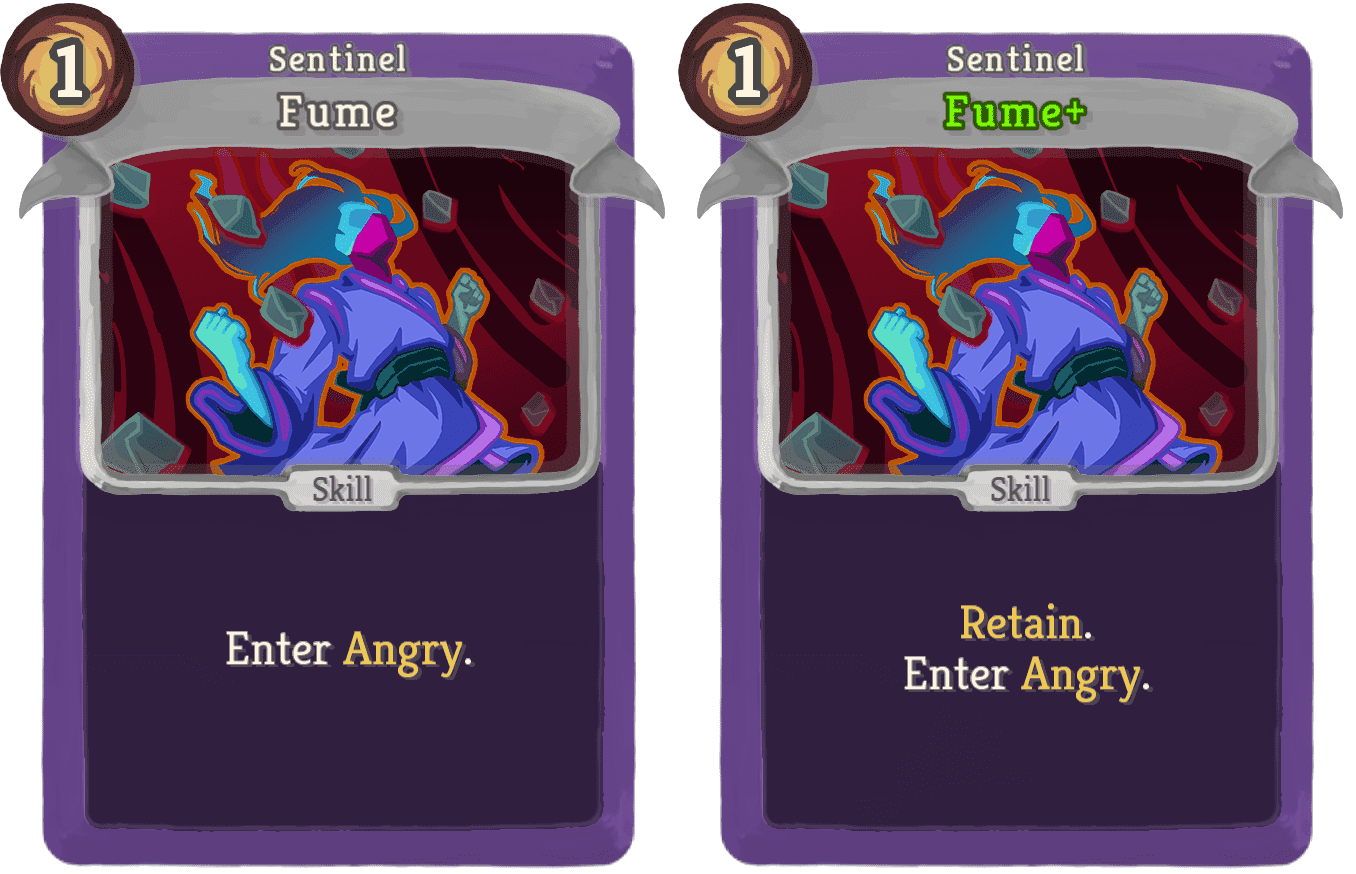 1
Sentinel
Fume
Skill
Enter Angry.
1
Sentinel
Fume+
Skill
Retain.
Enter Angry.